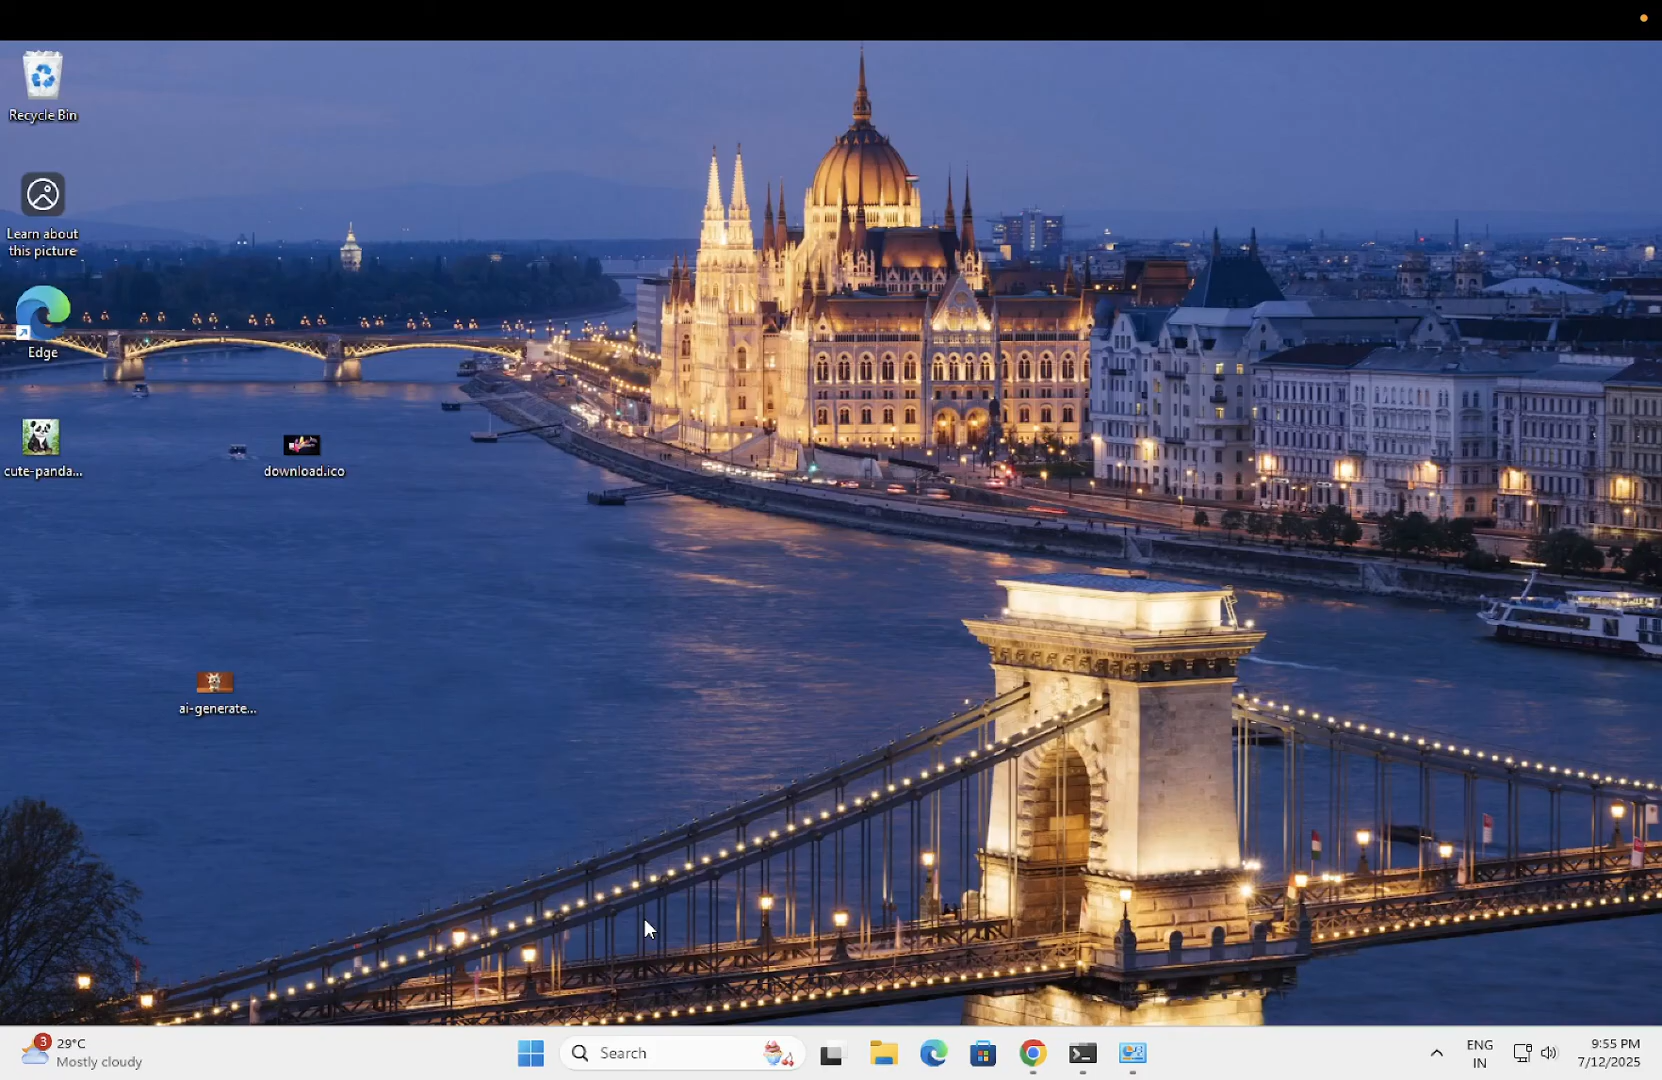 Recycle Bin
Learn about
this picture
Edge
cute-panda...
download.ico
ai-generate...
3
29°C
Mostly cloudy
Search
ENG
IN
9:55 PM
7/12/2025